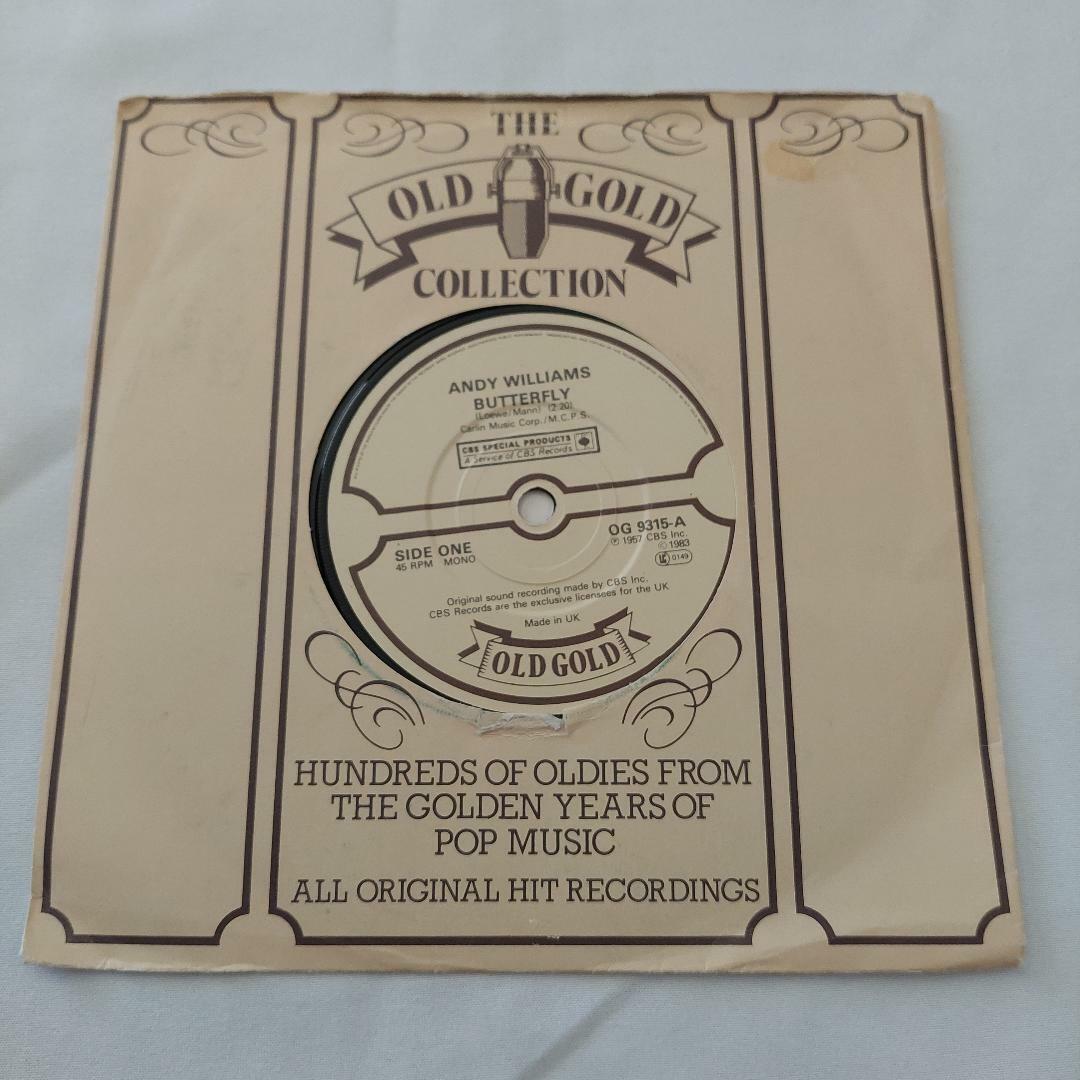 THE
OLD GOLD
COLLECTION
ANDY WILLIAMS
BUTTERFLY
(Loewe/Mann) (2.20)
Carlin Music Corp./M.C.P.S.
CBS SPECIAL PRODUCTS
A Service of CBS Records
SIDE ONE
45 RPM MONO
OG 9315-A
℗ 1957 CBS Inc.
© 1983
LC 0149
Original sound recording made by CBS Inc.
CBS Records are the exclusive licensees for the UK
Made in UK
OLD GOLD
HUNDREDS OF OLDIES FROM
THE GOLDEN YEARS OF
POP MUSIC
ALL ORIGINAL HIT RECORDINGS